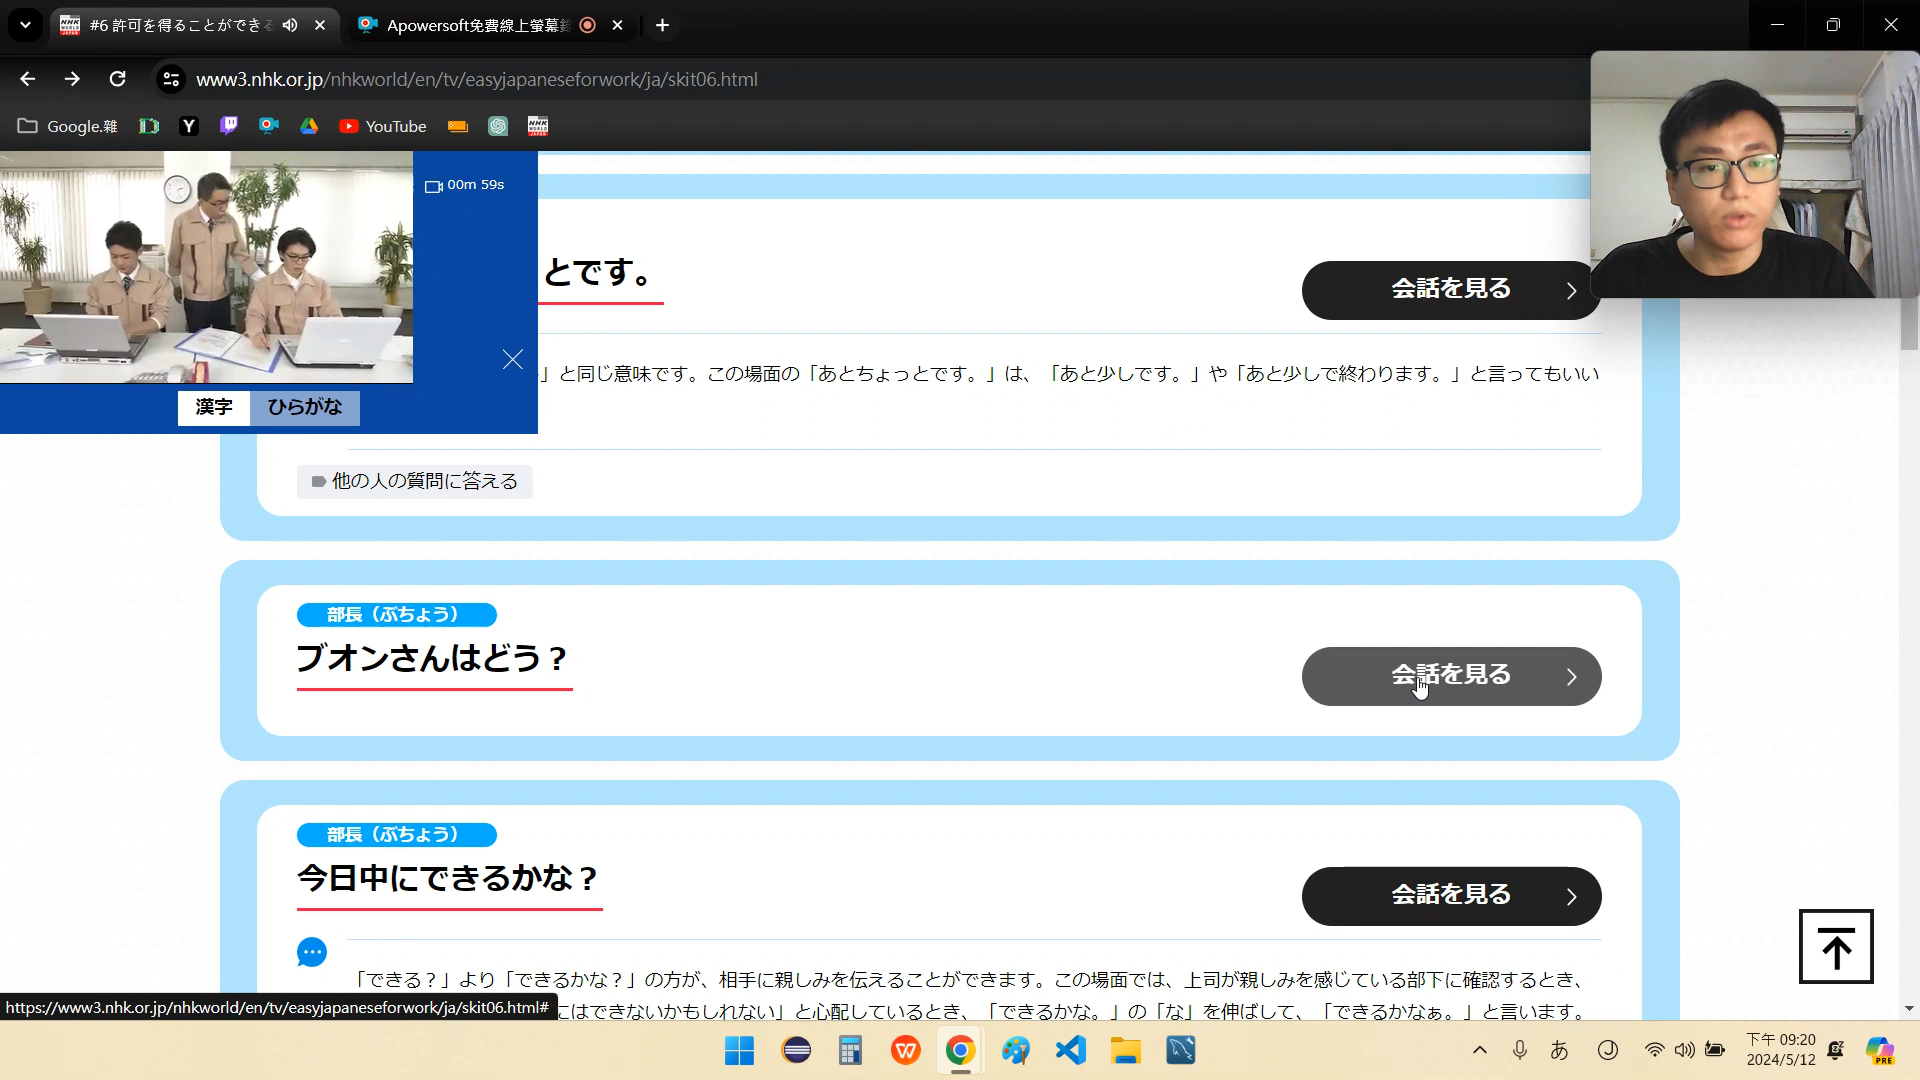 #6 許可を得ることができ
Apowersoft免費線上螢幕
www3.nhk.or.jp/nhkworld/en/tv/easyjapaneseforwork/ja/skit06.html
Google.雜
Y
YouTube
NHK WORLD JAPAN
00m 59s
漢字
ひらがな
とです。
会話を見る
」と同じ意味です。この場面の「あとちょっとです。」は、「あと少しです。」や「あと少しで終わります。」と言ってもいい
他の人の質問に答える
部長（ぶちょう）
ブオンさんはどう？
会話を見る
部長（ぶちょう）
今日中にできるかな？
会話を見る
「できる？」より「できるかな？」の方が、相手に親しみを伝えることができます。この場面では、上司が親しみを感じている部下に確認するとき、
にはできないかもしれない」と心配しているとき、「できるかな。」の「な」を伸ばして、「できるかなぁ。」と言います。
https://www3.nhk.or.jp/nhkworld/en/tv/easyjapaneseforwork/ja/skit06.html#
あ
下午 09:20
2024/5/12
PRE